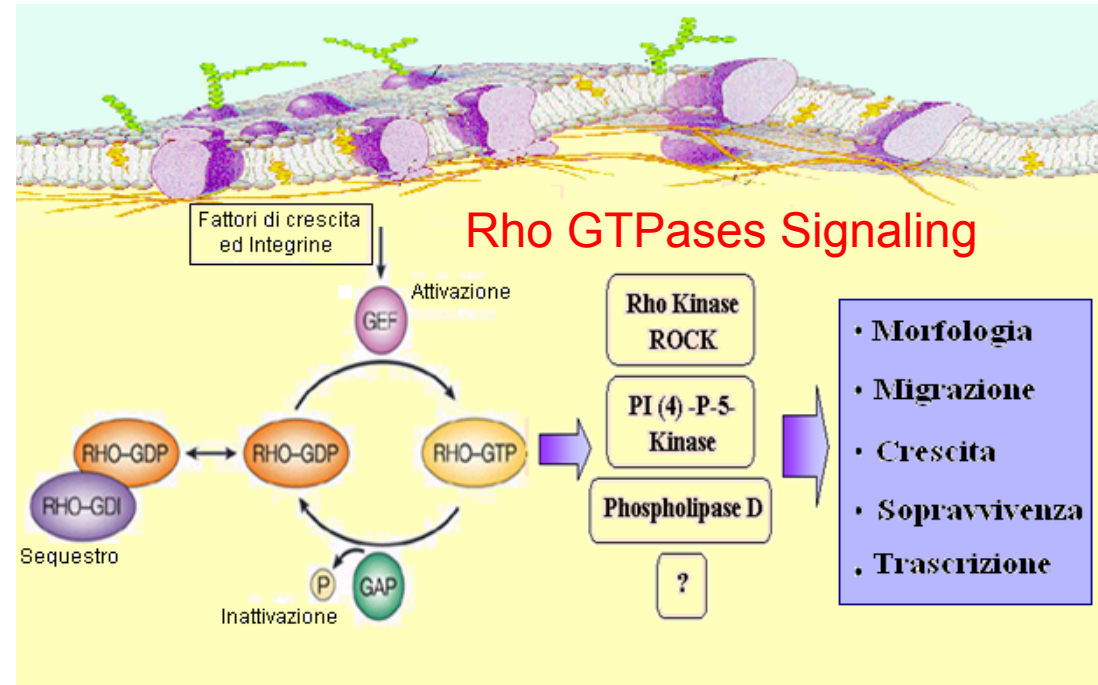 Fattori di crescita
ed Integrine
Rho GTPases Signaling
Attivazione
GEF
RHO–GDP
RHO–GDI
Sequestro
RHO–GDP
RHO–GTP
P
GAP
Inattivazione
Rho Kinase
ROCK
PI (4) -P-5-
Kinase
Phospholipase D
?
· Morfologia
· Migrazione
· Crescita
· Sopravvivenza
. Trascrizione